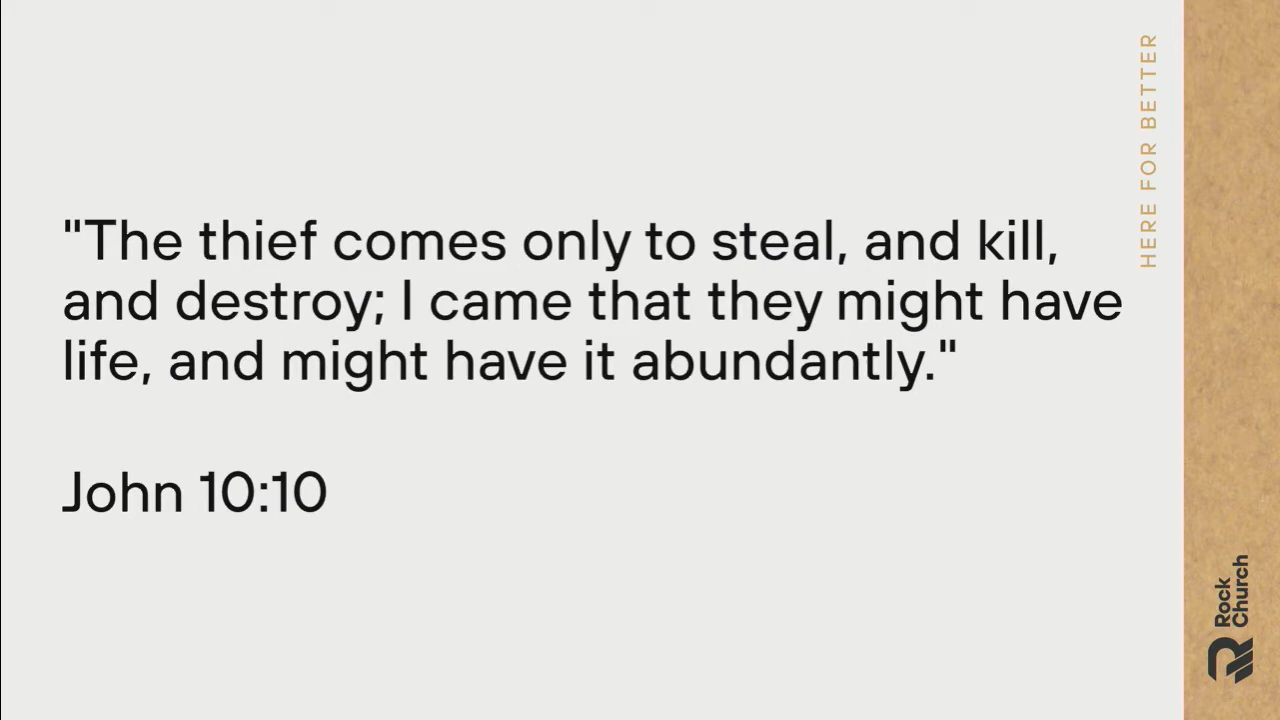 "The thief comes only to steal, and kill,
and destroy; I came that they might have
life, and might have it abundantly."
John 10:10
HERE FOR BETTER
Rock
Church